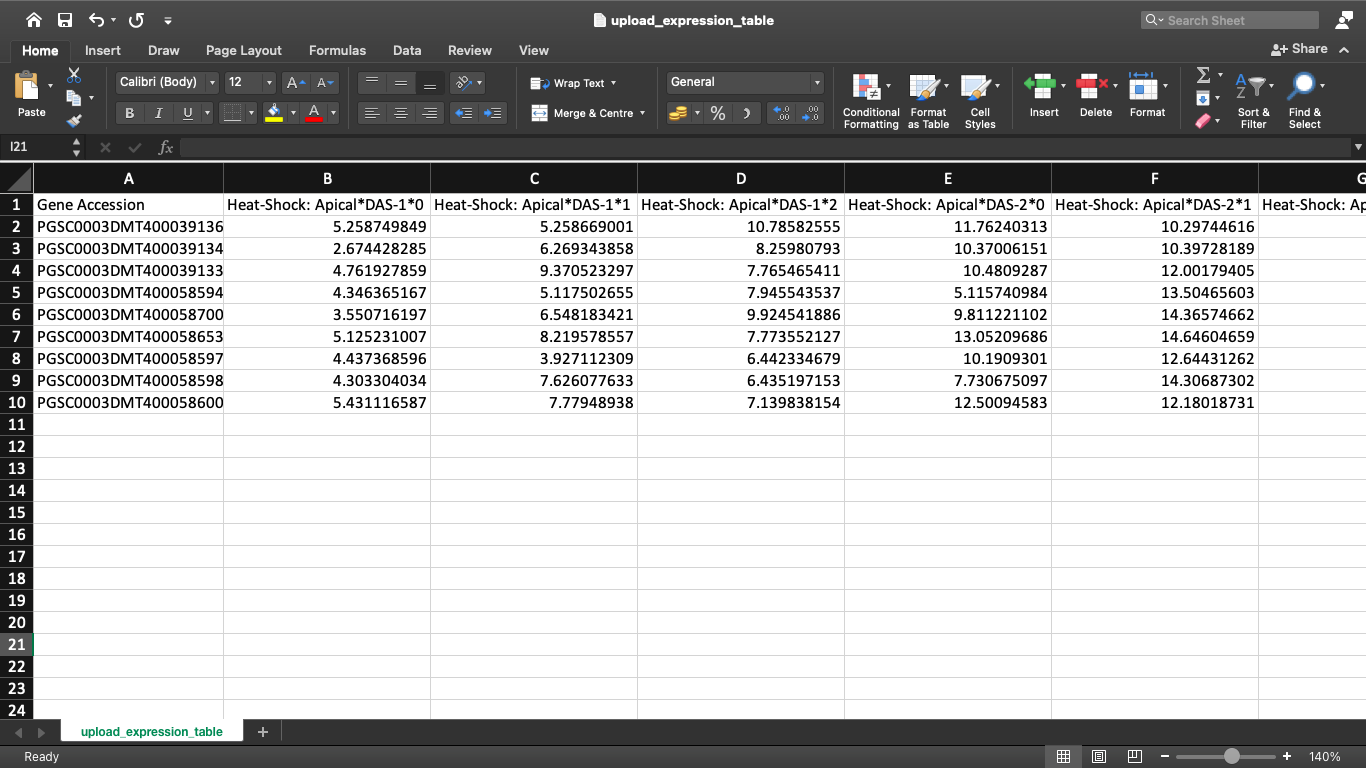 upload_expression_table
Search Sheet
Home Insert Draw Page Layout Formulas Data Review View
Share
Paste
Calibri (Body) 12
B I U A
Wrap Text
Merge & Centre
General
%
Conditional Formatting
Format as Table
Cell Styles
Insert Delete Format
Sort & Filter
Find & Select
I21 fx
A B C D E F G
1 Gene Accession Heat-Shock: Apical*DAS-1*0 Heat-Shock: Apical*DAS-1*1 Heat-Shock: Apical*DAS-1*2 Heat-Shock: Apical*DAS-2*0 Heat-Shock: Apical*DAS-2*1 Heat-Shock: Ap
2 PGSC0003DMT400039136 5.258749849 5.258669001 10.78582555 11.76240313 10.29744616
3 PGSC0003DMT400039134 2.674428285 6.269343858 8.25980793 10.37006151 10.39728189
4 PGSC0003DMT400039133 4.761927859 9.370523297 7.765465411 10.4809287 12.00179405
5 PGSC0003DMT400058594 4.346365167 5.117502655 7.945543537 5.115740984 13.50465603
6 PGSC0003DMT400058700 3.550716197 6.548183421 9.924541886 9.811221102 14.36574662
7 PGSC0003DMT400058653 5.125231007 8.219578557 7.773552127 13.05209686 14.64604659
8 PGSC0003DMT400058597 4.437368596 3.927112309 6.442334679 10.1909301 12.64431262
9 PGSC0003DMT400058598 4.303304034 7.626077633 6.435197153 7.730675097 14.30687302
10 PGSC0003DMT400058600 5.431116587 7.77948938 7.139838154 12.50094583 12.18018731
11
12
13
14
15
16
17
18
19
20
21
22
23
24
upload_expression_table +
Ready 140%